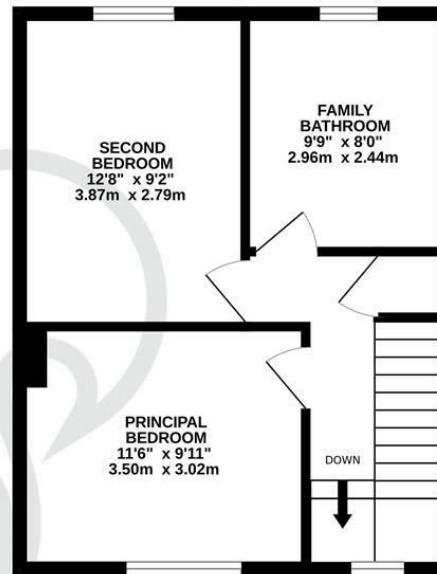 SECOND
BEDROOM
12'8" x 9'2"
3.87m x 2.79m
FAMILY
BATHROOM
9'9" x 8'0"
2.96m x 2.44m
PRINCIPAL
BEDROOM
11'6" x 9'11"
3.50m x 3.02m
DOWN